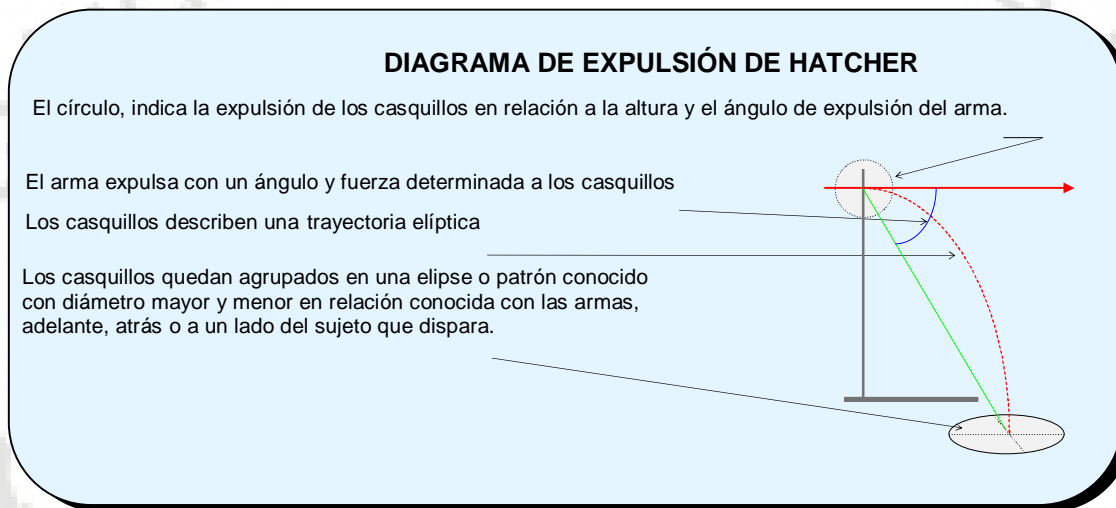 DIAGRAMA DE EXPULSIÓN DE HATCHER
El círculo, indica la expulsión de los casquillos en relación a la altura y el ángulo de expulsión del arma.
El arma expulsa con un ángulo y fuerza determinada a los casquillos
Los casquillos describen una trayectoria elíptica
Los casquillos quedan agrupados en una elipse o patrón conocido
con diámetro mayor y menor en relación conocida con las armas,
adelante, atrás o a un lado del sujeto que dispara.